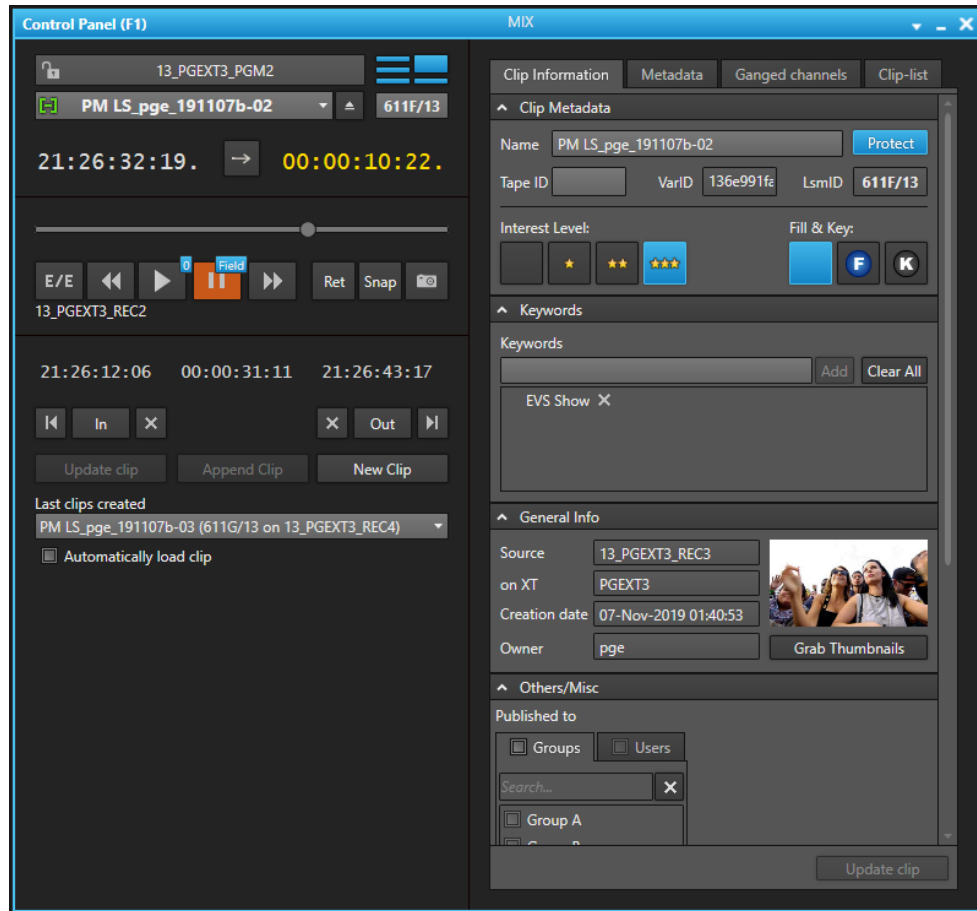 Control Panel (F1)
MIX
13_PGEXT3_PGM2
PM LS_pge_191107b-02
611F/13
21:26:32:19.
00:00:10:22.
0
Field
E/E
Ret
Snap
13_PGEXT3_REC2
21:26:12:06 00:00:31:11 21:26:43:17
In
Out
Update clip
Append Clip
New Clip
Last clips created
PM LS_pge_191107b-03 (611G/13 on 13_PGEXT3_REC4)
Automatically load clip
Clip Information
Metadata
Ganged channels
Clip-list
Clip Metadata
Name PM LS_pge_191107b-02 Protect
Tape ID VarID 136e991fa LsmID 611F/13
Interest Level: Fill & Key:
F
K
Keywords
Keywords
Add
Clear All
EVS Show
General Info
Source 13_PGEXT3_REC3
on XT PGEXT3
Creation date 07-Nov-2019 01:40:53
Owner pge
Grab Thumbnails
Others/Misc
Published to
Groups
Users
Search...
Group A
Update clip